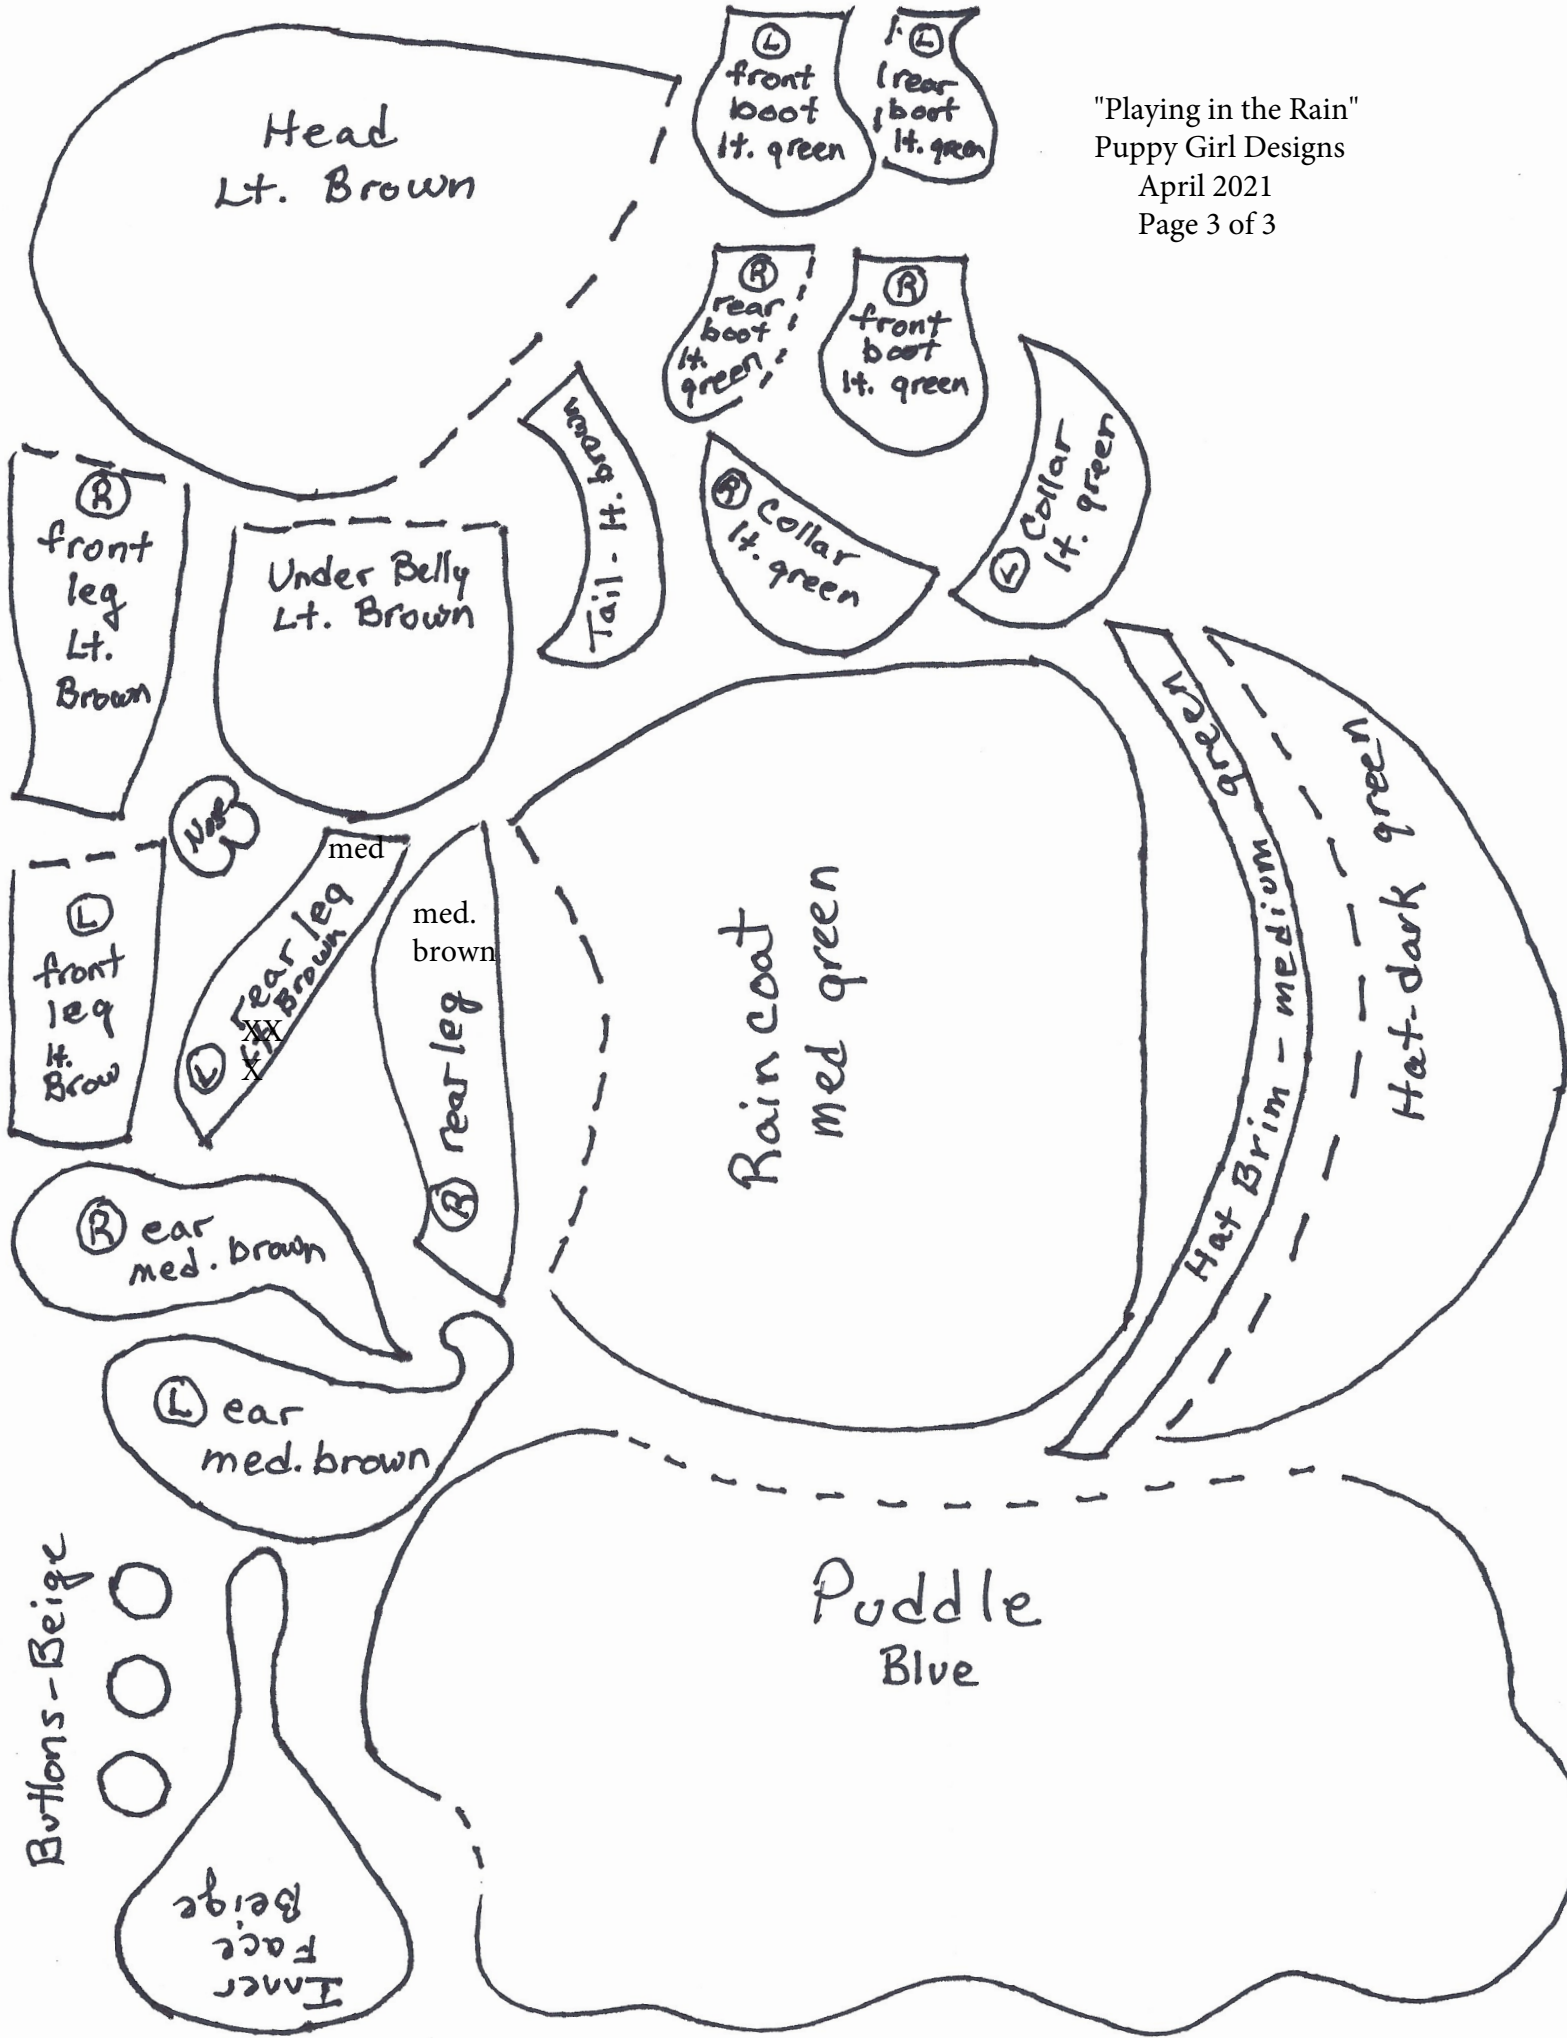 "Playing in the Rain"
Puppy Girl Designs
April 2021
Page 3 of 3
Head
Lt. Brown
L
front
boot
lt. green
L
rear
boot
lt. green
R
rear
boot
lt.
green
R
front
boot
lt. green
Tail - lt. brown
R Collar
lt. green
L Collar
lt. green
R
front
leg
Lt.
Brown
Under Belly
Lt. Brown
Nose
L
front
leg
lt.
Brow
med
L rear leg
Brown
XX
X
med.
brown
R rear leg
Rain coat
med green
Hat Brim - medium green
Hat - dark green
R ear
med. brown
L ear
med. brown
Buttons - Beige
Inner
Face
Beige
Puddle
Blue